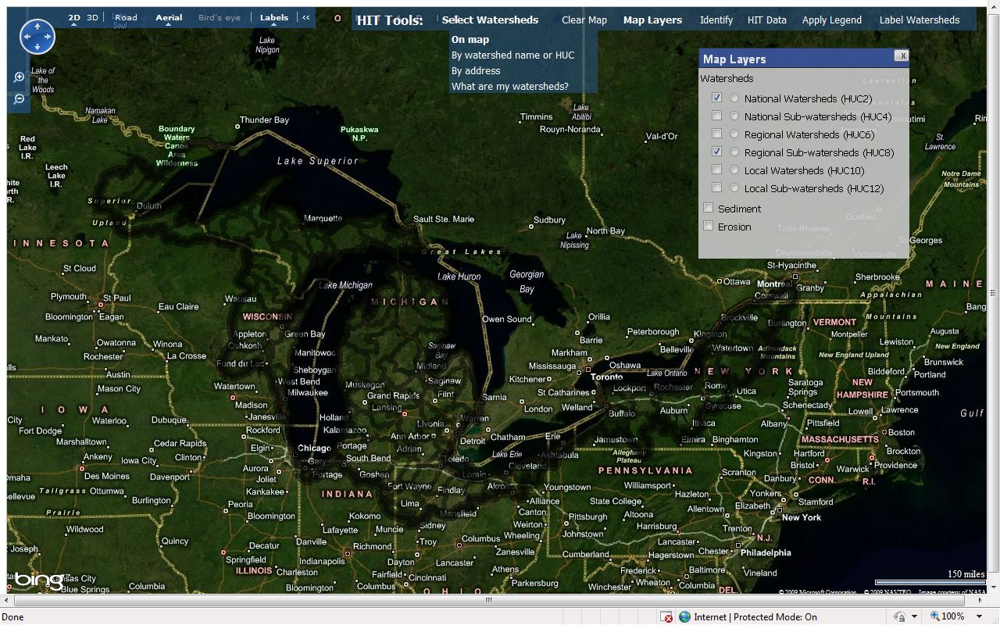 2D 3D Road Aerial Bird's eye Labels <<
HIT Tools: Select Watersheds Clear Map Map Layers Identify HIT Data Apply Legend Label Watersheds
On map
By watershed name or HUC
By address
What are my watersheds?
Map Layers x
Watersheds
National Watersheds (HUC2)
National Sub-watersheds (HUC4)
Regional Watersheds (HUC6)
Regional Sub-watersheds (HUC8)
Local Watersheds (HUC10)
Local Sub-watersheds (HUC12)
Sediment
Erosion
Lake
Nipigon
Lake of
the
Woods
Namakan
Lake
Red
Lake
I.R.
Leech
Lake
I.R.
Boundary
Waters
Canoe
Area
Wilderness
Thunder Bay
Pukaskwa
N.P.
Timmins
Rouyn-Noranda
Lake
Abitibi
Val-d'Or
St.
Lawrence
Notre Dame
Mountains
Lake Superior
Superior
Upland
Duluth
Marquette
Sault Ste. Marie
Sudbury
Lake
Nipissing
North Bay
Quebec
Trois-Rivières
St-Georges
Drummondville
Victoriaville
St-Hyacinthe
MINNESOTA
Great Lakes
St Cloud
Lake Michigan
Lake Huron
Georgian
Bay
Ottawa
Montreal
Granby
Sherbrooke
MAINE
Cornwall
Appalachian
Mountains
Plymouth
St Paul
Bloomington
Eagan
Eau Claire
Wausau
MICHIGAN
WISCONSIN
Owen Sound
Orillia
Barrie
Peterborough
Brockville
Kingston
Belleville
Burlington
VERMONT
Montpelier
Augusta
Mankato
Owatonna
Rochester
Winona
La Crosse
Appleton
Oshkosh
Green Bay
Fond du Lac
Manitowoc
Sheboygan
West Bend
Milwaukee
Saginaw
Bay
Midland
Saginaw
Markham
Mississauga
Oshawa
Toronto
Lake Ontario
Watertown
Adirondack
Mountains
New England Upland
New England
Lewiston
Biddeford
Brunswick
Portland
Austin
Mason City
Watertown
Madison
Janesville
Rockford
Muskegon
Grand Rapids
Lansing
Flint
Sarnia
Kitchener
St Catharines
London
Welland
Lockport
Rochester
NEW YORK
Rome
Utica
Syracuse
Saratoga
Springs
Schenectady
NEW
HAMPSHIRE
Portsmouth
Gulf
IOWA
Waterloo
Fort Dodge
Dubuque
Holland
Kalamazoo
Portage
Livonia
Warren
Ann Arbor
Adrian
Detroit
Chatham
Erie
Buffalo
Auburn
Ithaca
Albany
Lowell
Lawrence
Pittsfield
Boston
Marshalltown
Ankeny
Cedar Rapids
Iowa City
Clinton
Elgin
Chicago
Gary
Aurora
Joliet
Portage
South Bend
Goshen
Toledo
Lake Erie
Lorain
Cleveland
Ashtabula
Jamestown
Allegheny
Plateau
Elmira
Binghamton
Kingston
MASSACHUSETTS
Hartford
Bristol
Brockton
Warwick
Providence
Des Moines
Davenport
Kankakee
INDIANA
Fort Wayne
Findlay
Akron
Youngstown
PENNSYLVANIA
Scranton
Danbury
CONN.
R.I.
Tallgrass
Prairie
Ottumwa
Burlington
Peoria
Bloomington
Lima
Mansfield
Canton
Alliance
Williamsport
Hazleton
State College
Yonkers
Stamford
Elizabeth
New York
Wildwood
Quincy
Kokomo
Lafayette
Muncie
Sidney
Weirton
Wheeling
Pittsburgh
Johnstown
Altoona
Harrisburg
Allentown
Trenton
N.J.
St Joseph
Decatur
Danville
Richmond
Troy
Columbus
Zanesville
Lancaster
Cumberland
Hagerstown
Lancaster
Chester
Philadelphia
Springfield
ILLINOIS
Charleston
Indianapolis
Dayton
Fairfield
Cincinnati
Athens
Parkersburg
Winchester
Frederick
Wheaton
Baltimore
Columbia
Vineland
DEL.
bing
Kansas City
Blue Springs
Columbia
Bloomington
Columbus
OHIO
150 miles
© 2009 Microsoft Corporation © 2009 NAVTEQ Image courtesy of NASA
Done Internet | Protected Mode: On 100%